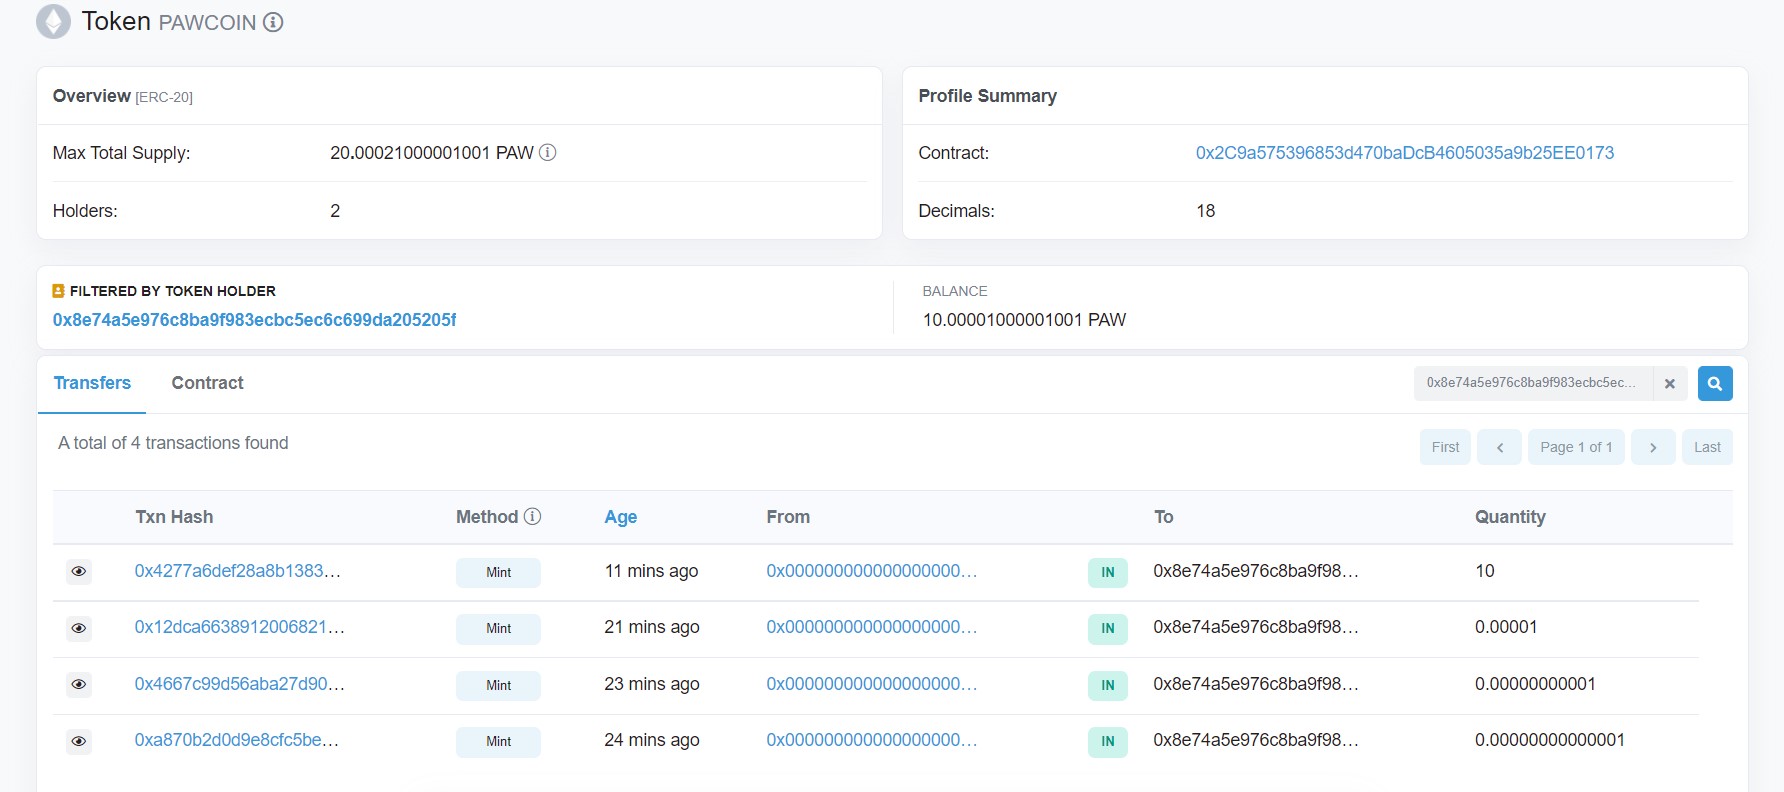 Token PAWCOIN
Overview [ERC-20]
Max Total Supply: 20.00021000001001 PAW
Holders: 2
Profile Summary
Contract: 0x2C9a575396853d470baDcB4605035a9b25EE0173
Decimals: 18
FILTERED BY TOKEN HOLDER
0x8e74a5e976c8ba9f983ecbc5ec6c699da205205f
BALANCE
10.00001000001001 PAW
Transfers Contract
0x8e74a5e976c8ba9f983ecbc5ec...
A total of 4 transactions found
First Page 1 of 1 Last
Txn Hash Method Age From To Quantity
0x4277a6def28a8b1383... Mint 11 mins ago 0x000000000000000000... IN 0x8e74a5e976c8ba9f98... 10
0x12dca6638912006821... Mint 21 mins ago 0x000000000000000000... IN 0x8e74a5e976c8ba9f98... 0.00001
0x4667c99d56aba27d90... Mint 23 mins ago 0x000000000000000000... IN 0x8e74a5e976c8ba9f98... 0.00000000001
0xa870b2d0d9e8cfc5be... Mint 24 mins ago 0x000000000000000000... IN 0x8e74a5e976c8ba9f98... 0.00000000000001